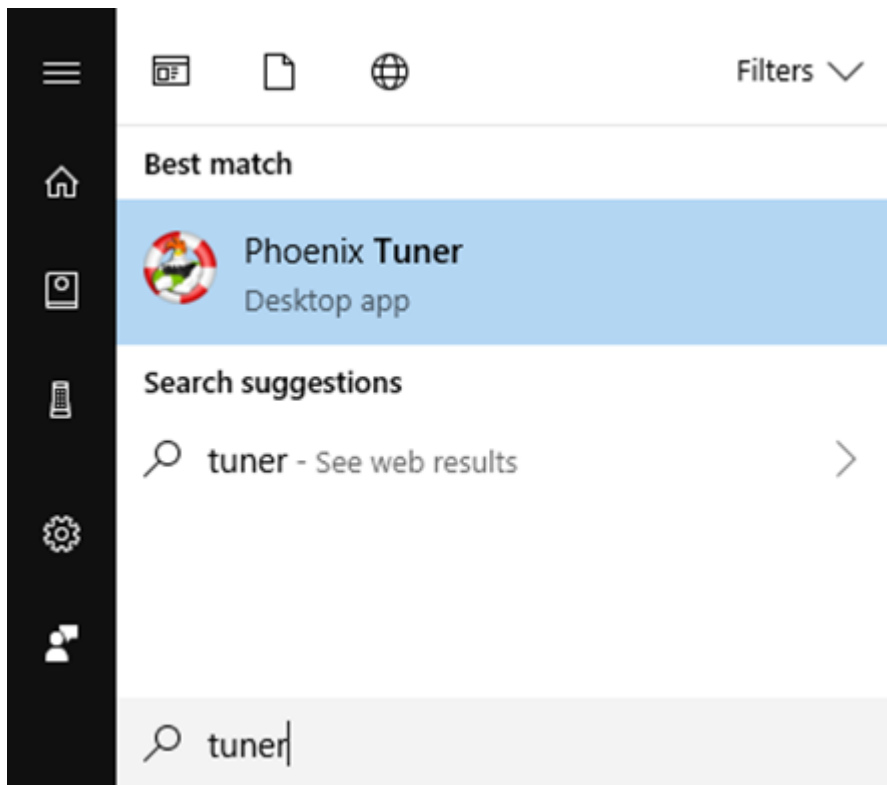 Filters
Best match
Phoenix Tuner
Desktop app
Search suggestions
tuner - See web results
tuner